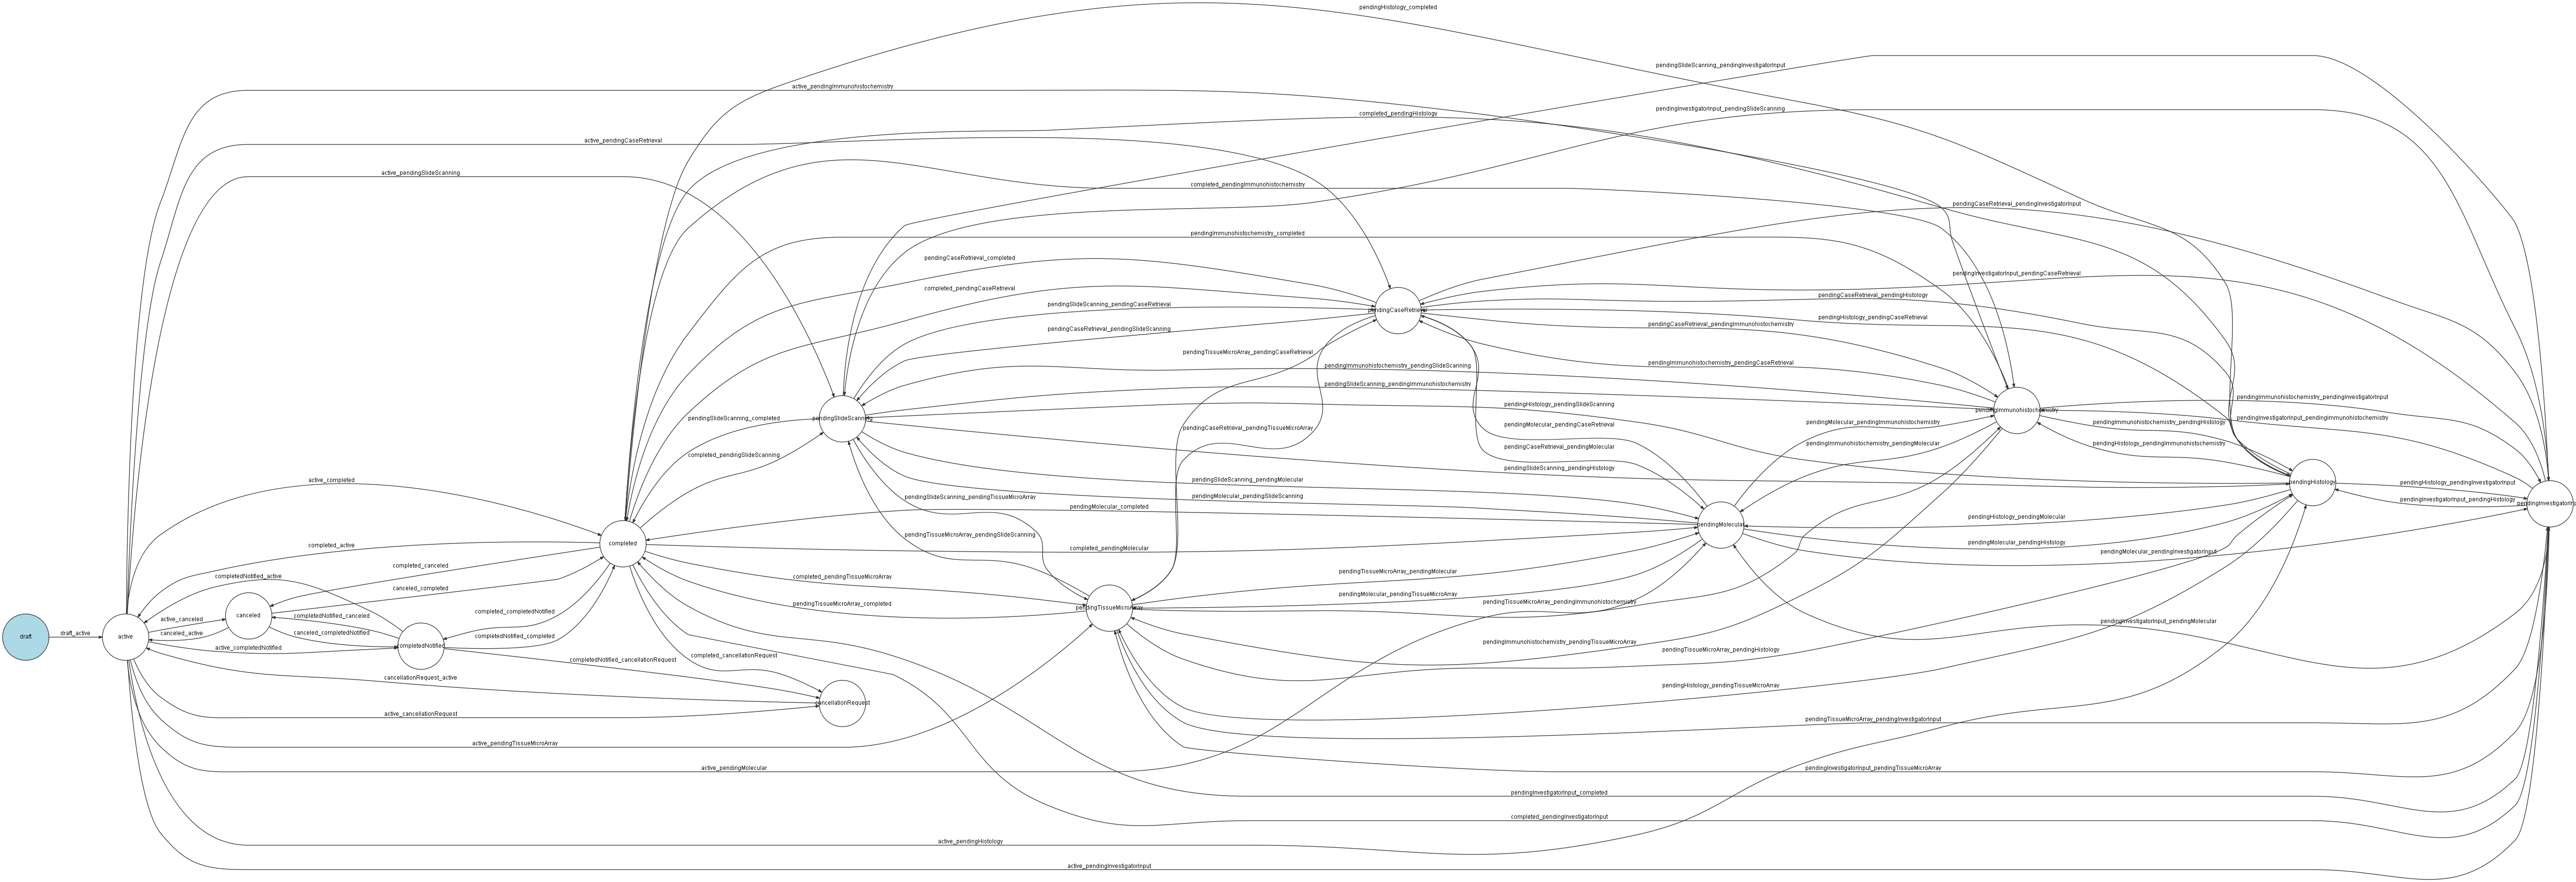 pendingHistology_completed
pendingSlideScanning_pendingInvestigatorInput
active_pendingImmunohistochemistry
pendingInvestigatorInput_pendingSlideScanning
completed_pendingHistology
active_pendingCaseRetrieval
active_pendingSlideScanning
completed_pendingImmunohistochemistry
pendingCaseRetrieval_pendingInvestigatorInput
pendingImmunohistochemistry_completed
pendingCaseRetrieval_completed
pendingInvestigatorInput_pendingCaseRetrieval
completed_pendingCaseRetrieval
pendingCaseRetrieval_pendingHistology
pendingSlideScanning_pendingCaseRetrieval
pendingCaseRetrieval
pendingHistology_pendingCaseRetrieval
pendingCaseRetrieval_pendingSlideScanning
pendingCaseRetrieval_pendingImmunohistochemistry
pendingTissueMicroArray_pendingCaseRetrieval
pendingImmunohistochemistry_pendingCaseRetrieval
pendingImmunohistochemistry_pendingSlideScanning
pendingSlideScanning_pendingImmunohistochemistry
pendingImmunohistochemistry_pendingInvestigatorInput
pendingHistology_pendingSlideScanning
pendingImmunohistochemistry
pendingSlideScanning_completed
pendingSlideScanning
pendingInvestigatorInput_pendingImmunohistochemistry
pendingMolecular_pendingImmunohistochemistry
pendingImmunohistochemistry_pendingHistology
pendingMolecular_pendingCaseRetrieval
pendingCaseRetrieval_pendingTissueMicroArray
pendingImmunohistochemistry_pendingMolecular
pendingHistology_pendingImmunohistochemistry
pendingCaseRetrieval_pendingMolecular
completed_pendingSlideScanning
pendingSlideScanning_pendingHistology
active_completed
pendingSlideScanning_pendingMolecular
pendingHistology
pendingHistology_pendingInvestigatorInput
pendingSlideScanning_pendingTissueMicroArray
pendingMolecular_pendingSlideScanning
pendingInvestigatorInput_pendingHistology
pendingInvestigatorInp
pendingMolecular_completed
pendingHistology_pendingMolecular
pendingMolecular
pendingTissueMicroArray_pendingSlideScanning
completed_active
completed
completed_pendingMolecular
pendingMolecular_pendingHistology
pendingMolecular_pendingInvestigatorInput
completed_canceled
pendingTissueMicroArray_pendingMolecular
completedNotified_active
completed_pendingTissueMicroArray
canceled_completed
pendingMolecular_pendingTissueMicroArray
pendingTissueMicroArray_completed
pendingTissueMicroArray
pendingTissueMicroArray_pendingImmunohistochemistry
completed_completedNotified
canceled
active_canceled
completedNotified_canceled
pendingInvestigatorInput_pendingMolecular
draft
draft_active
active
canceled_active
canceled_completedNotified
completedNotified_completed
pendingImmunohistochemistry_pendingTissueMicroArray
active_completedNotified
completedNotified
completedNotified_cancellationRequest
completed_cancellationRequest
pendingTissueMicroArray_pendingHistology
cancellationRequest_active
pendingHistology_pendingTissueMicroArray
cancellationRequest
active_cancellationRequest
pendingTissueMicroArray_pendingInvestigatorInput
active_pendingTissueMicroArray
active_pendingMolecular
pendingInvestigatorInput_pendingTissueMicroArray
pendingInvestigatorInput_completed
completed_pendingInvestigatorInput
active_pendingHistology
active_pendingInvestigatorInput